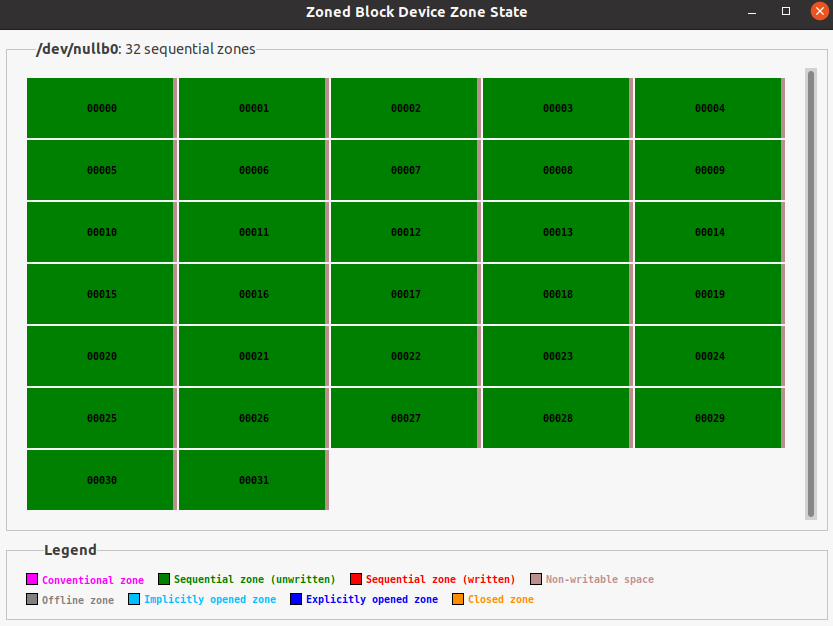 Zoned Block Device Zone State
/dev/nullb0: 32 sequential zones
00000 00001 00002 00003 00004
00005 00006 00007 00008 00009
00010 00011 00012 00013 00014
00015 00016 00017 00018 00019
00020 00021 00022 00023 00024
00025 00026 00027 00028 00029
00030 00031
Legend
Conventional zone Sequential zone (unwritten) Sequential zone (written) Non-writable space
Offline zone Implicitly opened zone Explicitly opened zone Closed zone